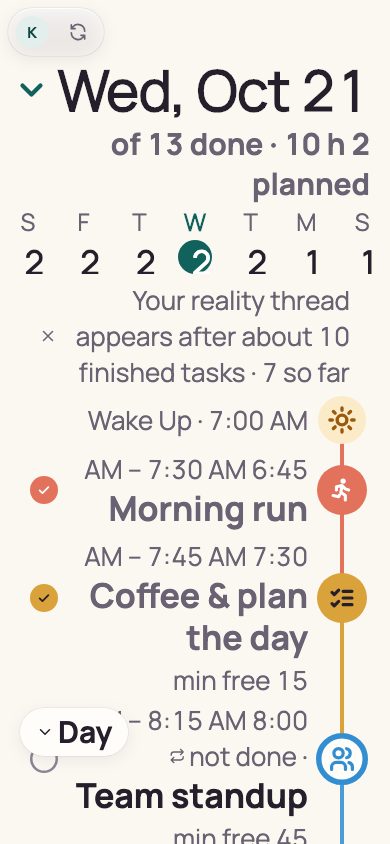 K
Wed, Oct 21
of 13 done · 10 h 2
planned
S F T W T M S
2 2 2 2 2 1 1
Your reality thread
appears after about 10
finished tasks · 7 so far
Wake Up · 7:00 AM
AM – 7:30 AM 6:45
Morning run
AM – 7:45 AM 7:30
Coffee & plan
the day
min free 15
– 8:15 AM 8:00
Day
not done ·
Team standup
min free 45